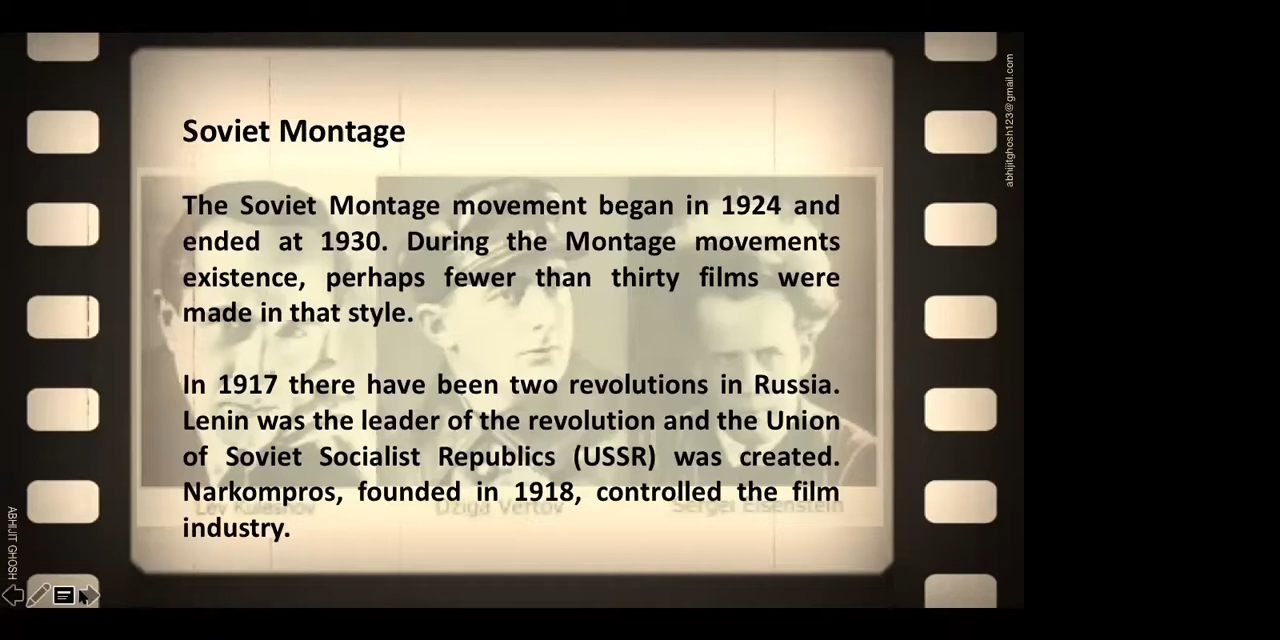 Soviet Montage
The Soviet Montage movement began in 1924 and
ended at 1930. During the Montage movements
existence, perhaps fewer than thirty films were
made in that style.
In 1917 there have been two revolutions in Russia.
Lenin was the leader of the revolution and the Union
of Soviet Socialist Republics (USSR) was created.
Narkompros, founded in 1918, controlled the film
industry.
Lev Kuleshov
Dziga Vertov
Sergei Eisenstein
abhijitghosh123@gmail.com
ABHIJIT GHOSH